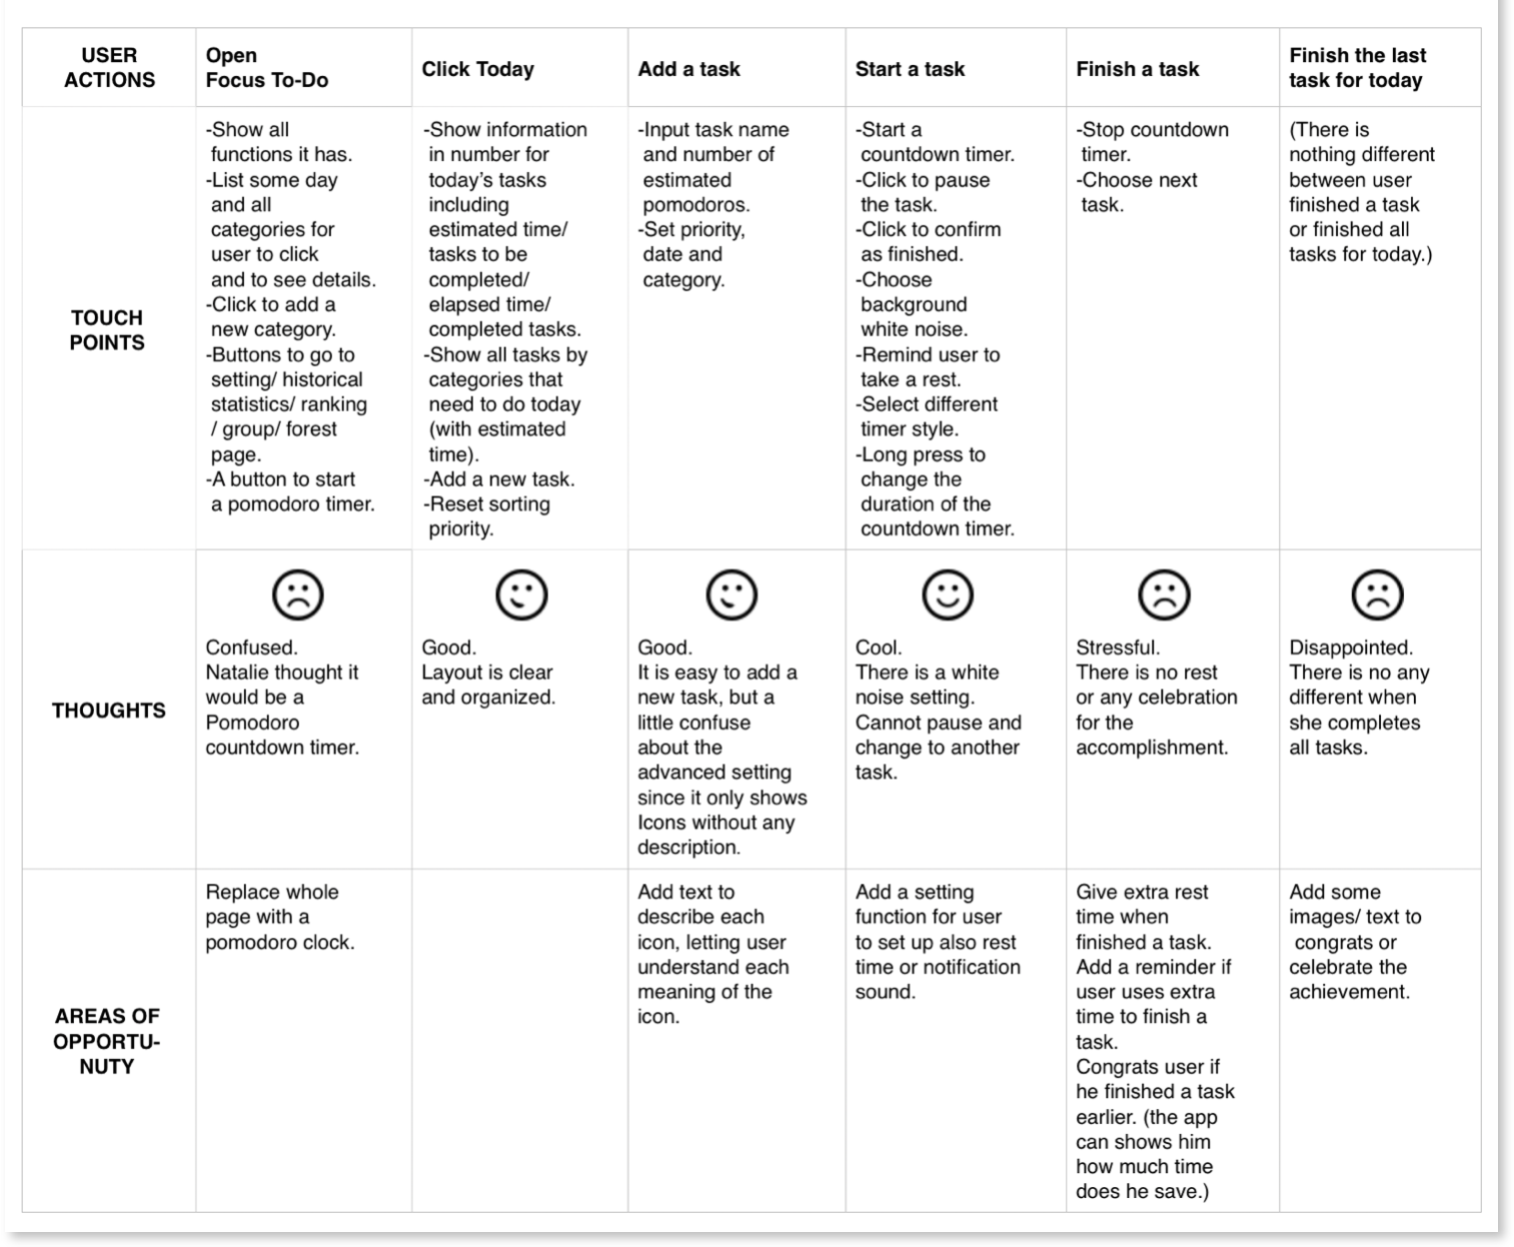 USER
ACTIONS
Open
Focus To-Do
Click Today
Add a task
Start a task
Finish a task
Finish the last
task for today
TOUCH
POINTS
-Show all
functions it has.
-List some day
and all
categories for
user to click
and to see details.
-Click to add a
new category.
-Buttons to go to
setting/ historical
statistics/ ranking
/ group/ forest
page.
-A button to start
a pomodoro timer.
-Show information
in number for
today's tasks
including
estimated time/
tasks to be
completed/
elapsed time/
completed tasks.
-Show all tasks by
categories that
need to do today
(with estimated
time).
-Add a new task.
-Reset sorting
priority.
-Input task name
and number of
estimated
pomodoros.
-Set priority,
date and
category.
-Start a
countdown timer.
-Click to pause
the task.
-Click to confirm
as finished.
-Choose
background
white noise.
-Remind user to
take a rest.
-Select different
timer style.
-Long press to
change the
duration of the
countdown timer.
-Stop countdown
timer.
-Choose next
task.
(There is
nothing different
between user
finished a task
or finished all
tasks for today.)
THOUGHTS
Confused.
Natalie thought it
would be a
Pomodoro
countdown timer.
Good.
Layout is clear
and organized.
Good.
It is easy to add a
new task, but a
little confuse
about the
advanced setting
since it only shows
Icons without any
description.
Cool.
There is a white
noise setting.
Cannot pause and
change to another
task.
Stressful.
There is no rest
or any celebration
for the
accomplishment.
Disappointed.
There is no any
different when
she completes
all tasks.
AREAS OF
OPPORTU-
NUTY
Replace whole
page with a
pomodoro clock.
Add text to
describe each
icon, letting user
understand each
meaning of the
icon.
Add a setting
function for user
to set up also rest
time or notification
sound.
Give extra rest
time when
finished a task.
Add a reminder if
user uses extra
time to finish a
task.
Congrats user if
he finished a task
earlier. (the app
can shows him
how much time
does he save.)
Add some
images/ text to
congrats or
celebrate the
achievement.